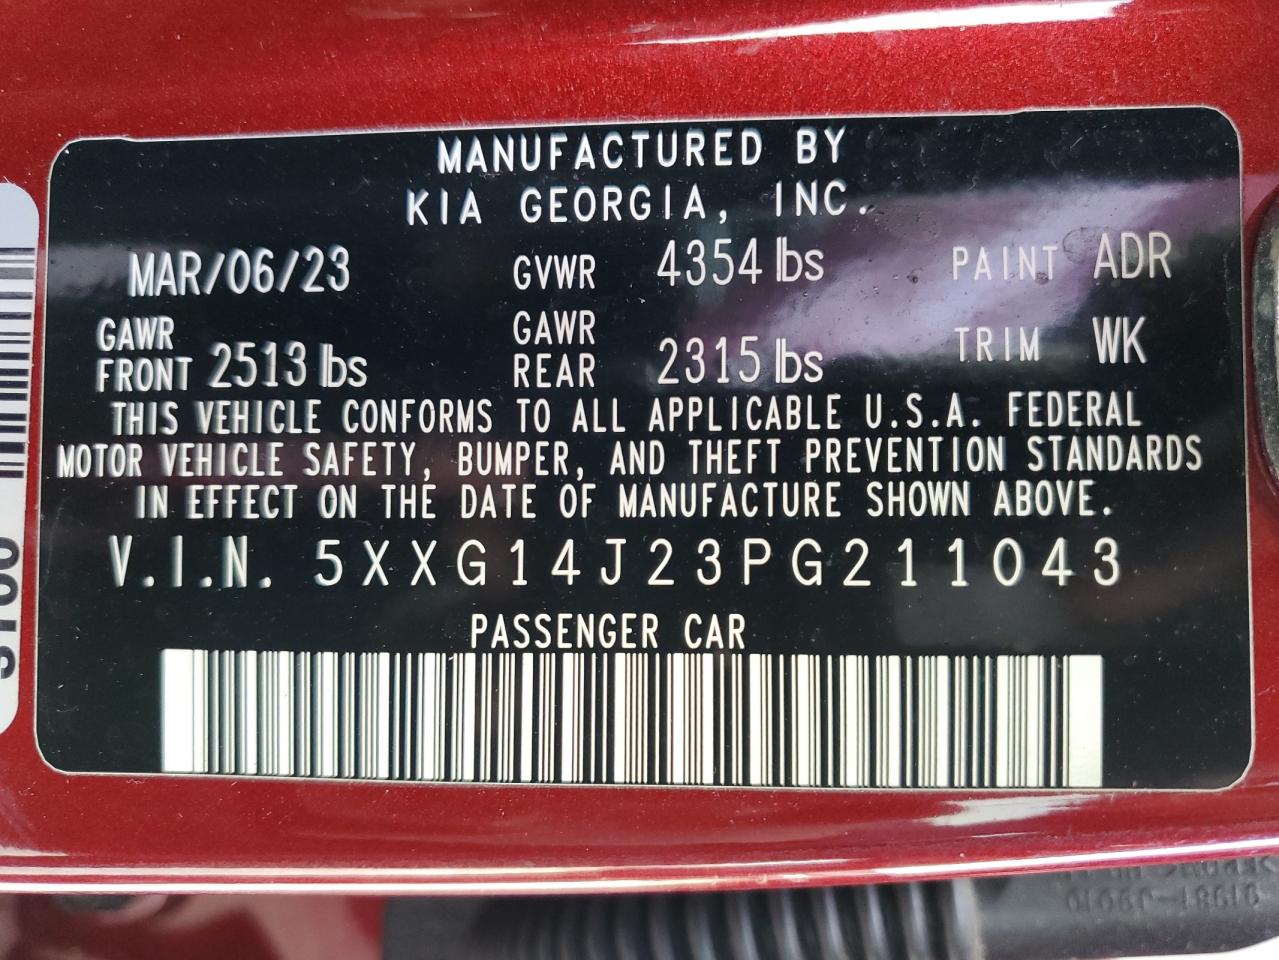 MANUFACTURED BY
KIA GEORGIA, INC.
MAR/06/23 GVWR 4354 lbs PAINT ADR
GAWR FRONT 2513 lbs GAWR REAR 2315 lbs TRIM WK
THIS VEHICLE CONFORMS TO ALL APPLICABLE U.S.A. FEDERAL
MOTOR VEHICLE SAFETY, BUMPER, AND THEFT PREVENTION STANDARDS
IN EFFECT ON THE DATE OF MANUFACTURE SHOWN ABOVE.
V.I.N. 5XXG14J23PG211043
PASSENGER CAR
91981-J9010